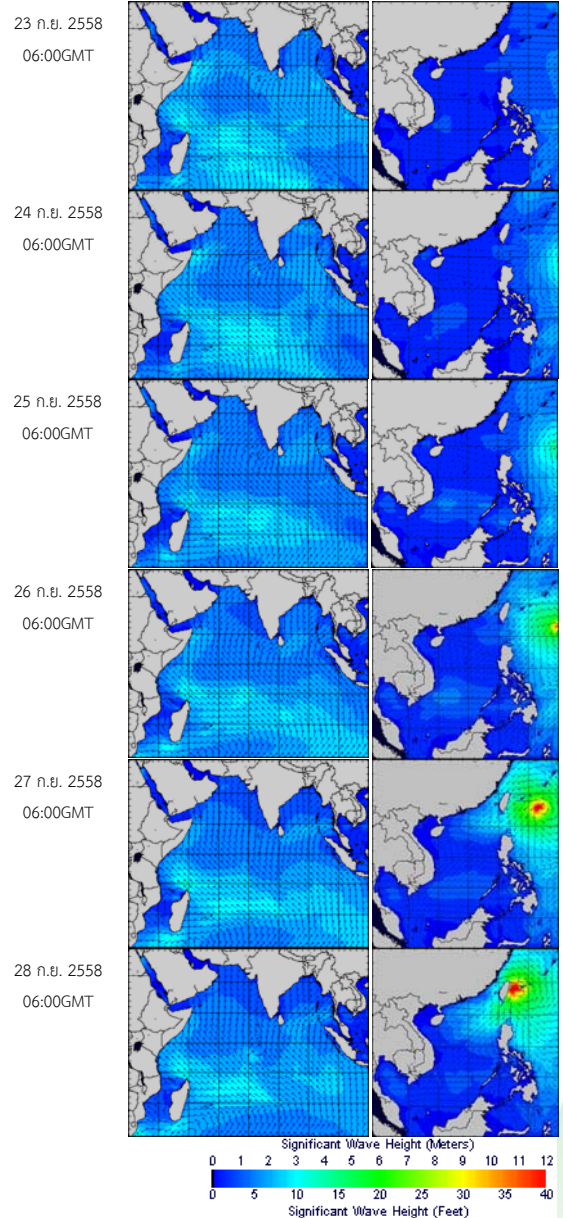 23 ก.ย. 2558
06:00GMT
24 ก.ย. 2558
06:00GMT
25 ก.ย. 2558
06:00GMT
26 ก.ย. 2558
06:00GMT
27 ก.ย. 2558
06:00GMT
28 ก.ย. 2558
06:00GMT
Significant Wave Height (Meters)
0 1 2 3 4 5 6 7 8 9 10 11 12
0 5 10 15 20 25 30 35 40
Significant Wave Height (Feet)